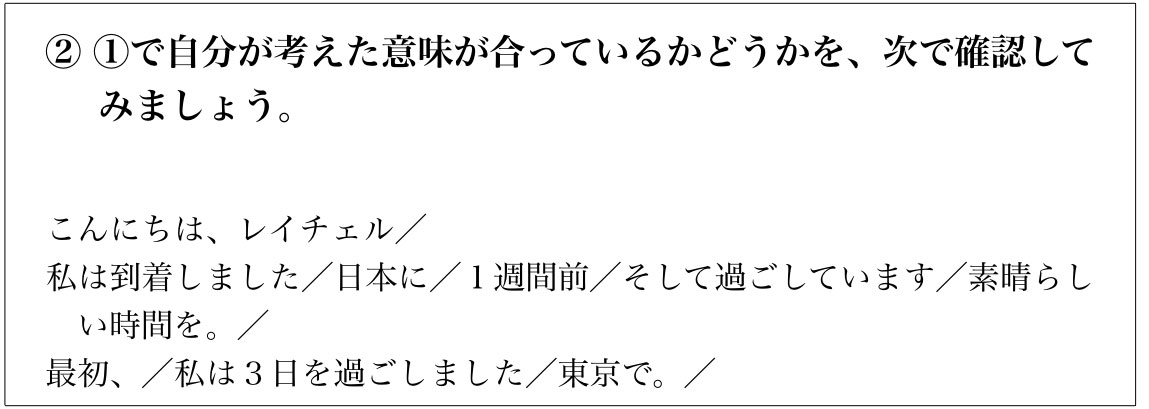 ② ①で自分が考えた意味が合っているかどうかを、次で確認して
みましょう。
こんにちは、レイチェル／
私は到着しました／日本に／１週間前／そして過ごしています／素晴らし
い時間を。／
最初、／私は３日を過ごしました／東京で。／